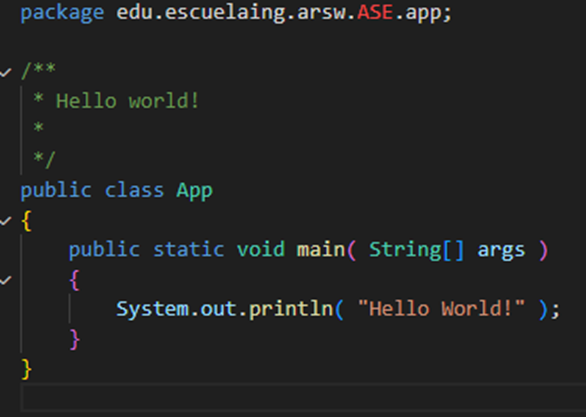 package edu.escuelaing.arsw.ASE.app;
/**
 * Hello world!
 *
 */
public class App
{
    public static void main( String[] args )
    {
        System.out.println( "Hello World!" );
    }
}